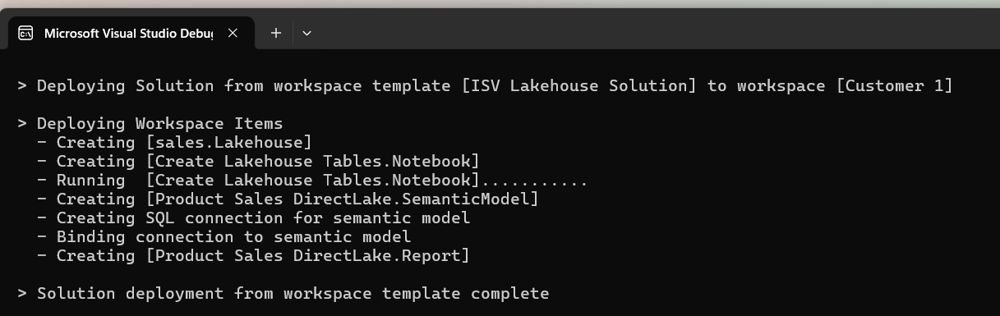 Microsoft Visual Studio Debu
> Deploying Solution from workspace template [ISV Lakehouse Solution] to workspace [Customer 1]
> Deploying Workspace Items
- Creating [sales.Lakehouse]
- Creating [Create Lakehouse Tables.Notebook]
- Running  [Create Lakehouse Tables.Notebook]...........
- Creating [Product Sales DirectLake.SemanticModel]
- Creating SQL connection for semantic model
- Binding connection to semantic model
- Creating [Product Sales DirectLake.Report]
> Solution deployment from workspace template complete